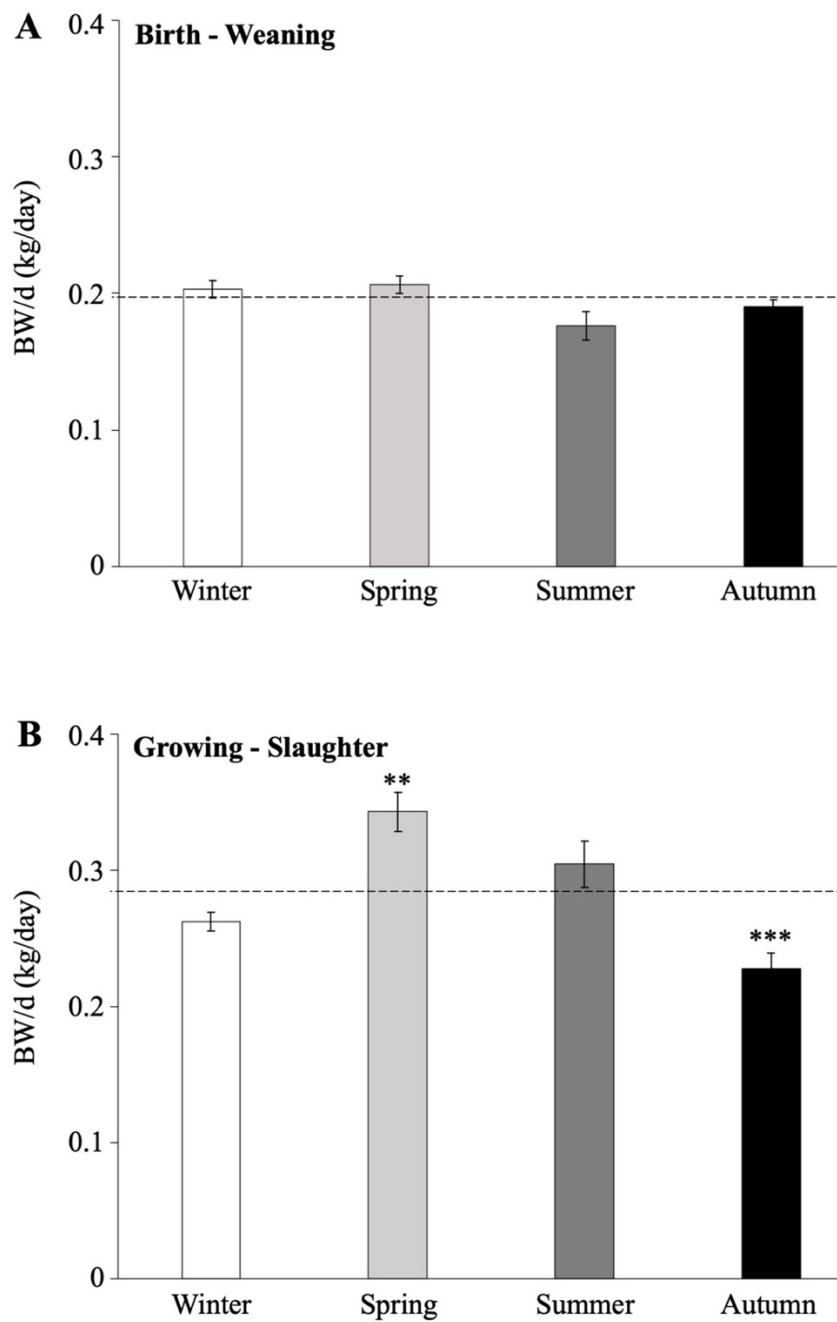 A
Birth - Weaning
BW/d (kg/day)
0.4
0.3
0.2
0.1
0
Winter Spring Summer Autumn
B
Growing - Slaughter
BW/d (kg/day)
0.4
0.3
0.2
0.1
0
**
***
Winter Spring Summer Autumn